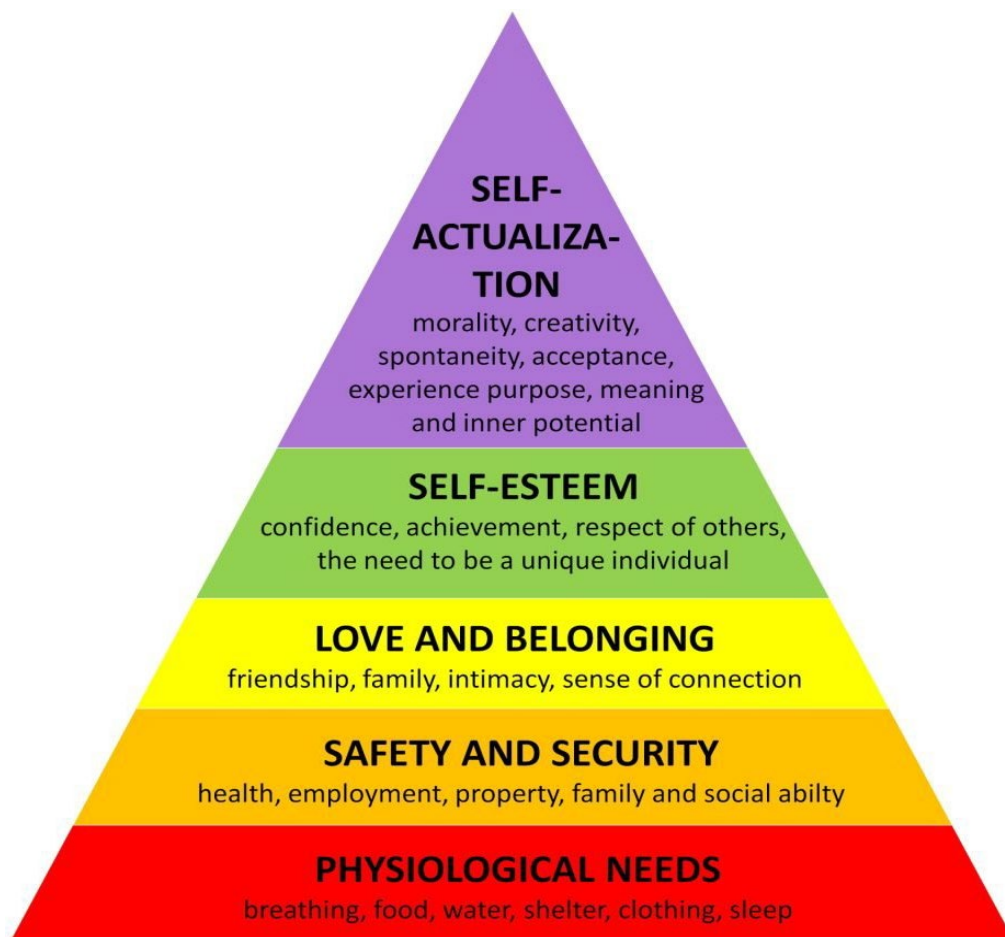 SELF-
ACTUALIZA-
TION
morality, creativity,
spontaneity, acceptance,
experience purpose, meaning
and inner potential
SELF-ESTEEM
confidence, achievement, respect of others,
the need to be a unique individual
LOVE AND BELONGING
friendship, family, intimacy, sense of connection
SAFETY AND SECURITY
health, employment, property, family and social abilty
PHYSIOLOGICAL NEEDS
breathing, food, water, shelter, clothing, sleep